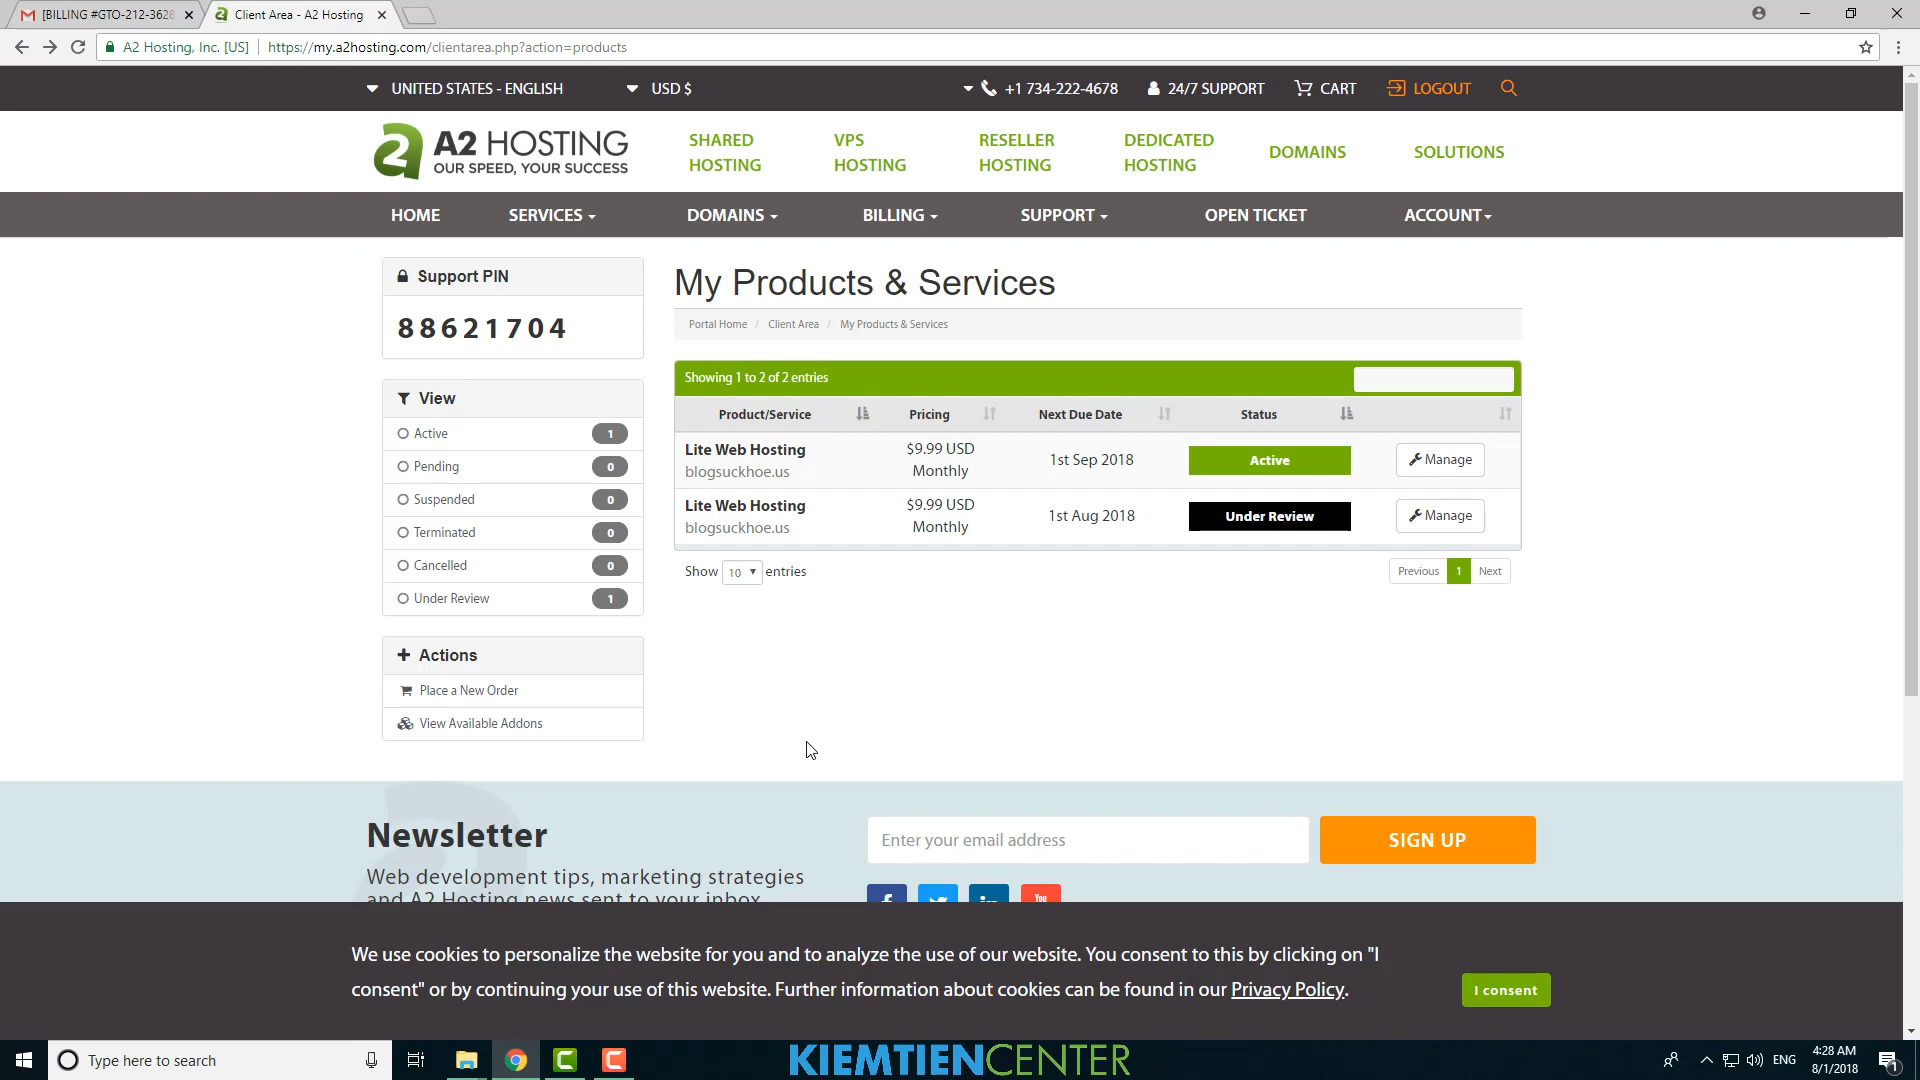 [BILLING #GTO-212-3628
Client Area - A2 Hosting
A2 Hosting, Inc. [US]
https://my.a2hosting.com/clientarea.php?action=products
UNITED STATES - ENGLISH
USD $
+1 734-222-4678
24/7 SUPPORT
CART
LOGOUT
A2 HOSTING
OUR SPEED, YOUR SUCCESS
SHARED
HOSTING
VPS
HOSTING
RESELLER
HOSTING
DEDICATED
HOSTING
DOMAINS
SOLUTIONS
HOME
SERVICES
DOMAINS
BILLING
SUPPORT
OPEN TICKET
ACCOUNT
Support PIN
88621704
View
Active 1
Pending 0
Suspended 0
Terminated 0
Cancelled 0
Under Review 1
Actions
Place a New Order
View Available Addons
My Products & Services
Portal Home / Client Area / My Products & Services
Showing 1 to 2 of 2 entries
Product/Service Pricing Next Due Date Status
Lite Web Hosting
blogsuckhoe.us
$9.99 USD
Monthly
1st Sep 2018
Active
Manage
Lite Web Hosting
blogsuckhoe.us
$9.99 USD
Monthly
1st Aug 2018
Under Review
Manage
Show 10 entries
Previous 1 Next
Newsletter
Web development tips, marketing strategies
and A2 Hosting news sent to your inbox
Enter your email address
SIGN UP
You
We use cookies to personalize the website for you and to analyze the use of our website. You consent to this by clicking on "I
consent" or by continuing your use of this website. Further information about cookies can be found in our Privacy Policy.
I consent
Type here to search
KIEMTIENCENTER
ENG
4:28 AM
8/1/2018
1